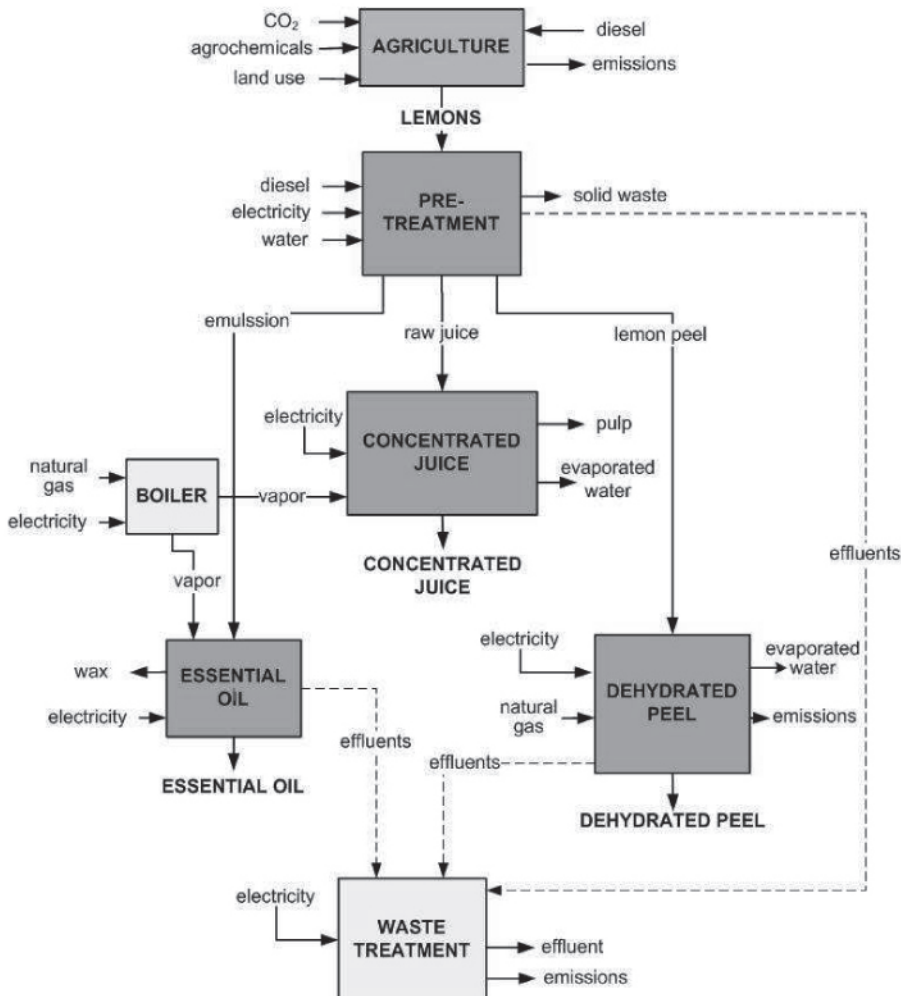 CO₂
agrochemicals
land use
AGRICULTURE
diesel
emissions
LEMONS
diesel
electricity
water
PRE-
TREATMENT
solid waste
emulssion
raw juice
lemon peel
electricity
CONCENTRATED
JUICE
pulp
evaporated
water
natural
gas
electricity
BOILER
vapor
vapor
CONCENTRATED
JUICE
effluents
wax
electricity
ESSENTIAL
OIL
effluents
ESSENTIAL OIL
electricity
natural
gas
DEHYDRATED
PEEL
evaporated
water
emissions
effluents
DEHYDRATED PEEL
electricity
WASTE
TREATMENT
effluent
emissions